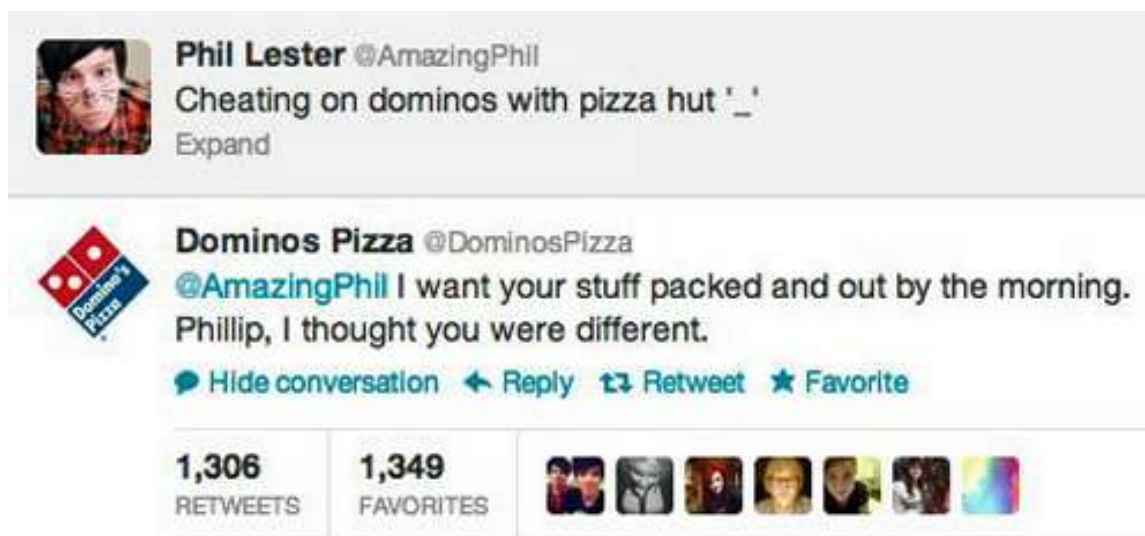 Phil Lester @AmazingPhil
Cheating on dominos with pizza hut '_'
Expand
Dominos Pizza @DominosPizza
@AmazingPhil I want your stuff packed and out by the morning.
Phillip, I thought you were different.
Hide conversation Reply Retweet Favorite
1,306 1,349
RETWEETS FAVORITES
Domino's
Pizza